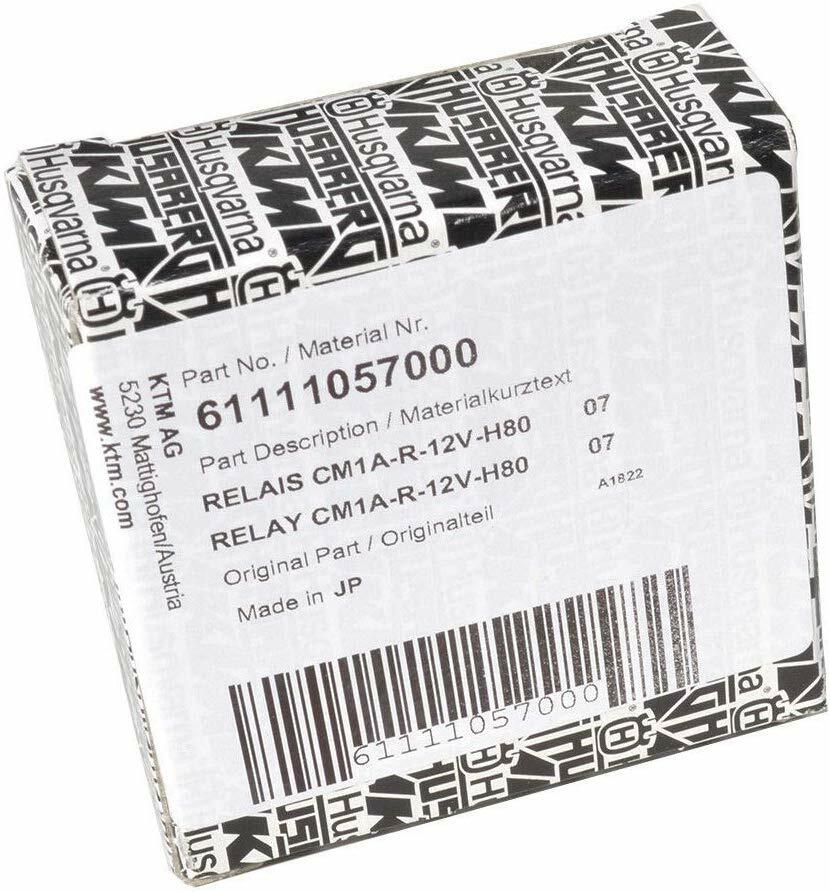 HUSABERG
Husqvarna
KTM
Part No. / Material Nr.
61111057000
Part Description / Materialkurztext
RELAIS CM1A-R-12V-H80 07
RELAY CM1A-R-12V-H80 07
A1822
Original Part / Originalteil
Made in JP
KTM AG
5230 Mattighofen/Austria
www.ktm.com
61111057000